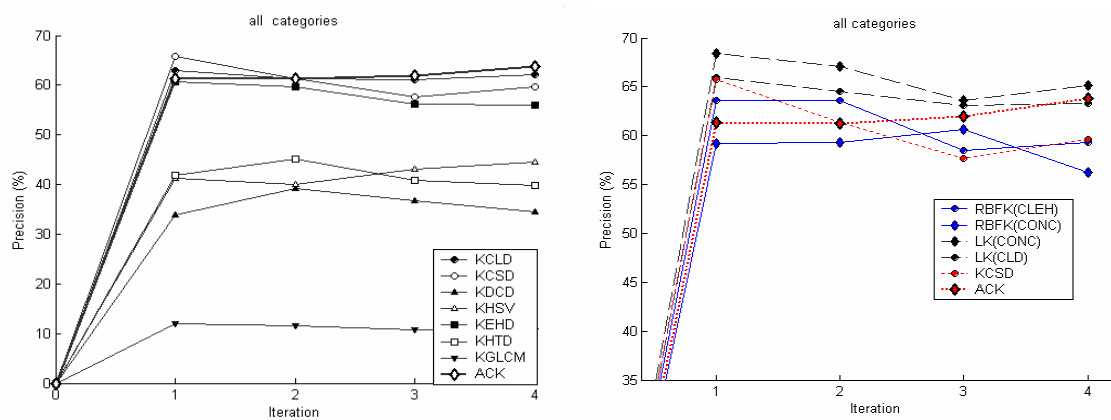 all categories
Precision (%)
70
60
50
40
30
20
10
0
0
1
2
3
4
Iteration
KCLD
KCSD
KDCD
KHSV
KEHD
KHTD
KGLCM
ACK
all categories
Precision (%)
70
65
60
55
50
45
40
35
1
2
3
4
Iteration
RBFK(CLEH)
RBFK(CONC)
LK(CONC)
LK(CLD)
KCSD
ACK